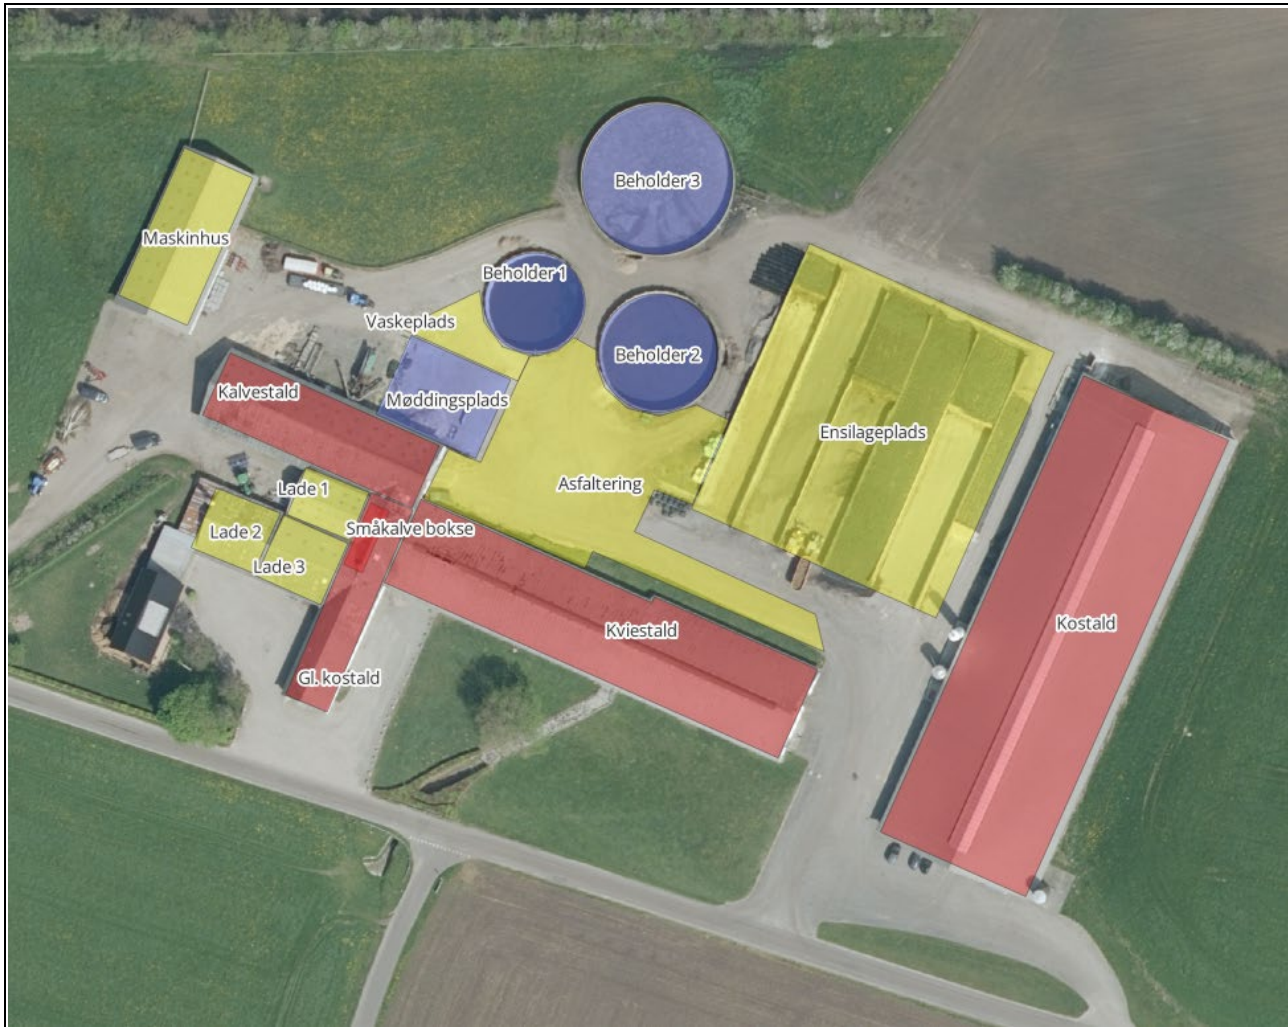 Beholder 3
Maskinhus
Beholder 1
Vaskeplads
Beholder 2
Kalvestald
Møddingsplads
Ensilageplads
Asfaltering
Lade 1
Småkalve bokse
Lade 2
Lade 3
Kviestald
Kostald
Gl. kostald